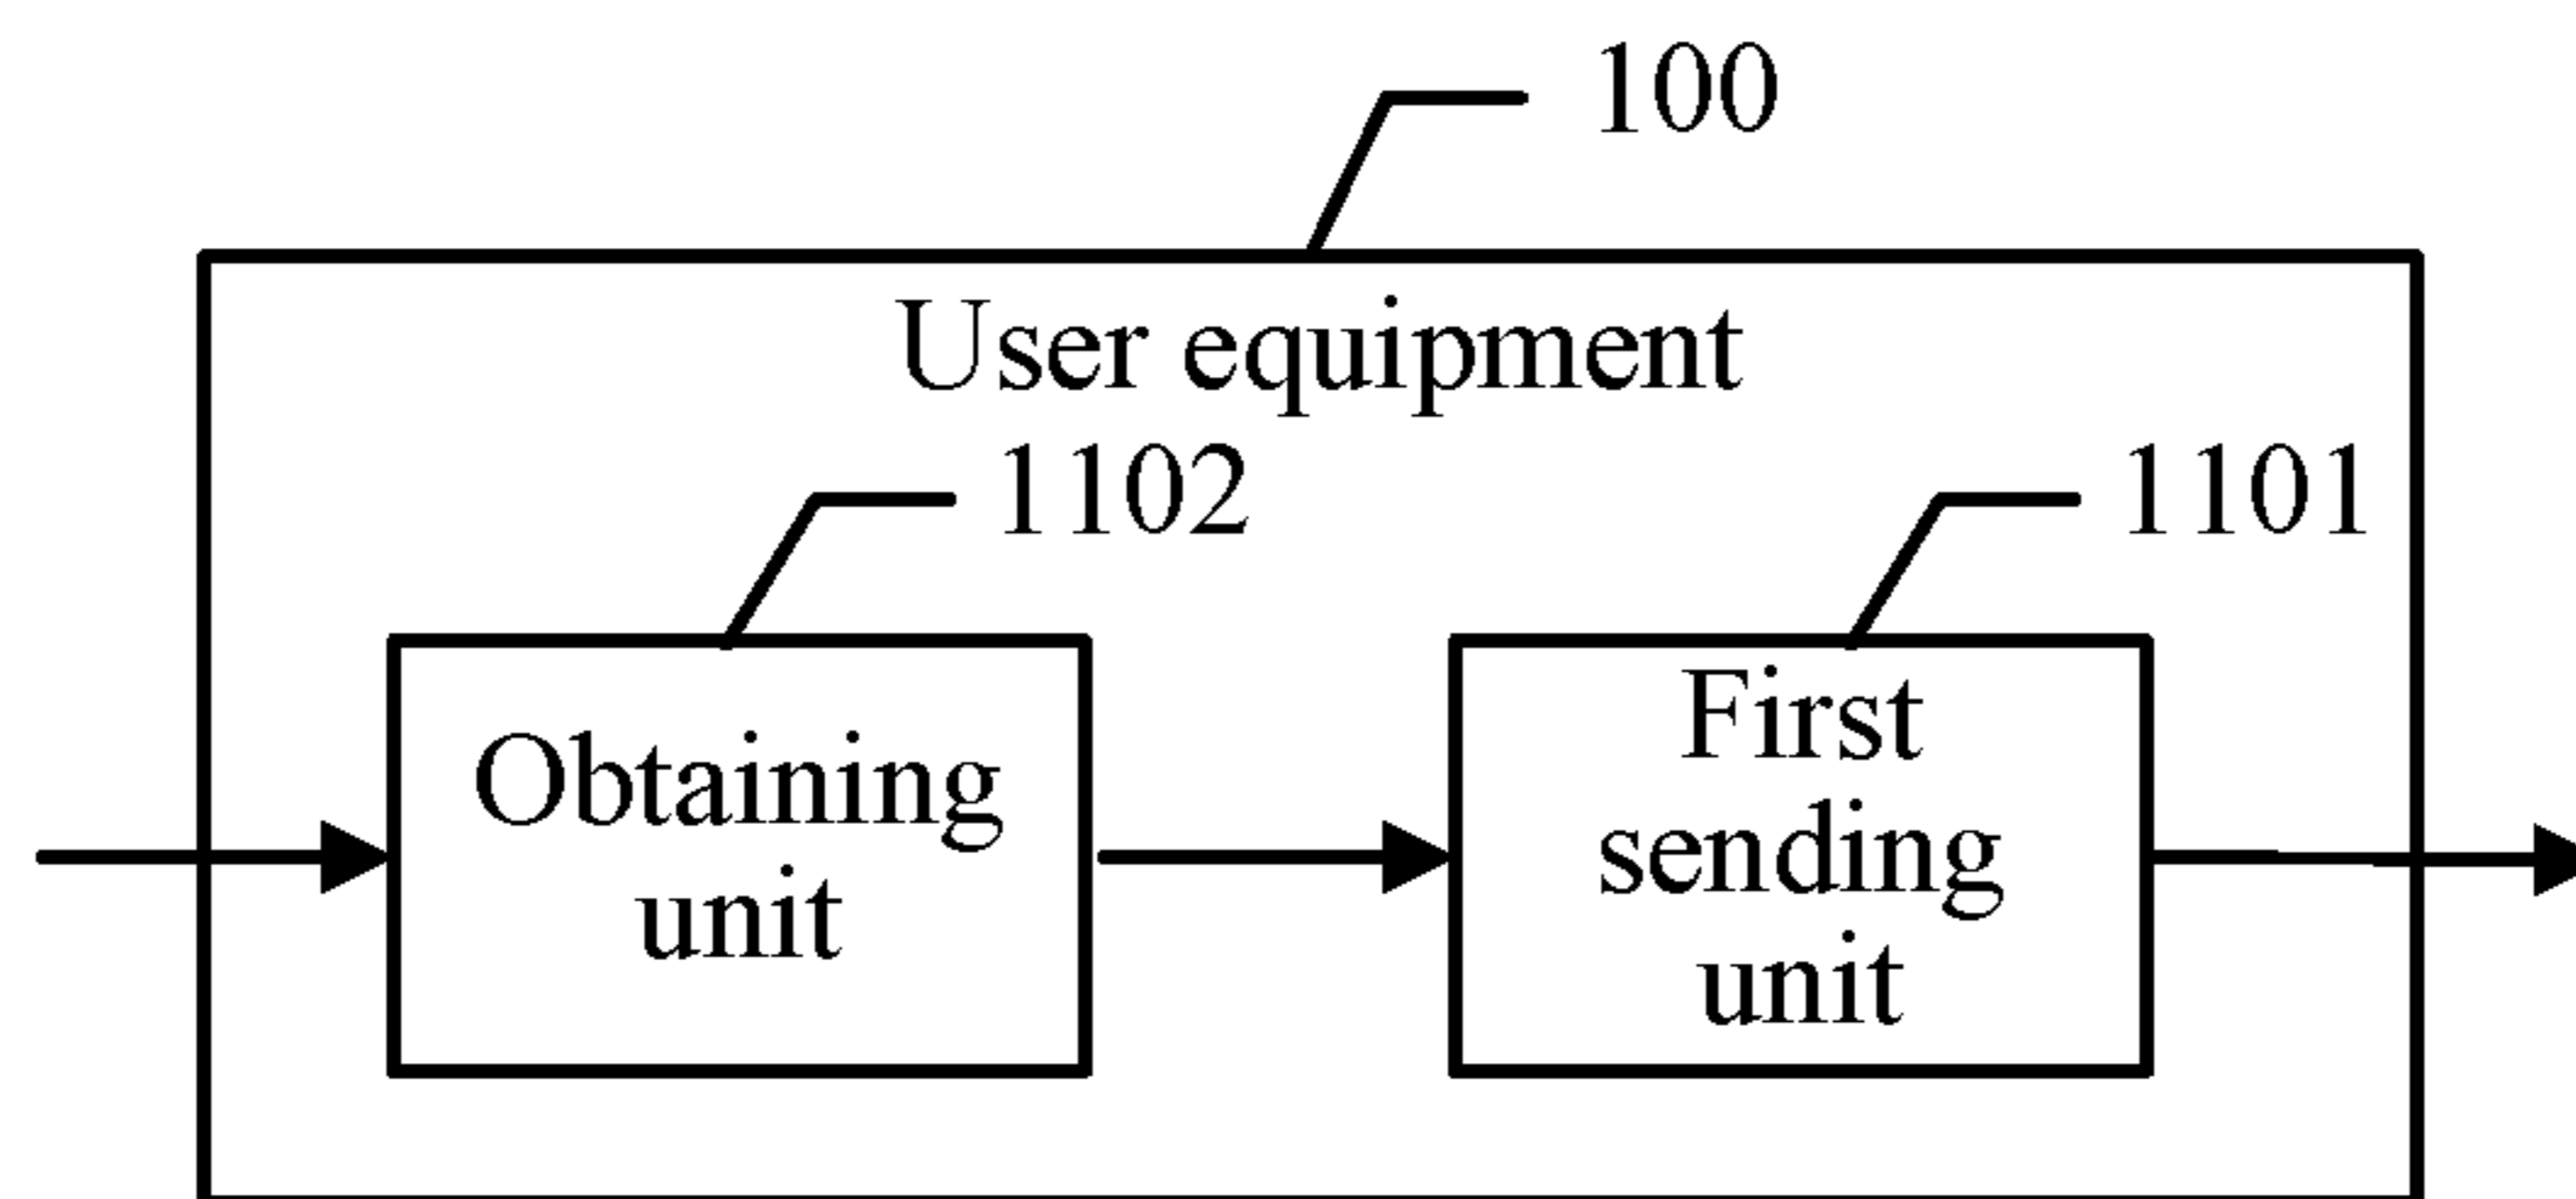 100
User equipment
1102
1101
Obtaining
unit
First
sending
unit